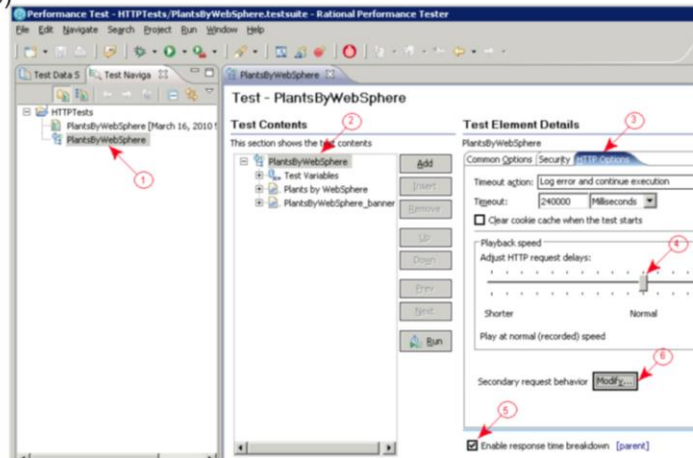 Performance Test - HTTPTests/PlantsByWebSphere.testsuite - Rational Performance Tester
File Edit Navigate Search Project Run Window Help
Test Data S Test Naviga PlantsByWebSphere
HTTPTests
PlantsByWebSphere [March 16, 2010
PlantsByWebSphere
1
Test - PlantsByWebSphere
Test Contents
2
This section shows the test contents
PlantsByWebSphere
Test Variables
Plants by WebSphere
PlantsByWebSphere_banner
Add
Insert
Remove
Up
Down
Prev
Next
Run
Test Element Details
3
PlantsByWebSphere
Common Options Security HTTP Options
Timeout action: Log error and continue execution
Timeout: 240000 Milliseconds
Clear cookie cache when the test starts
Playback speed
4
Adjust HTTP request delays:
Shorter Normal
Play at normal (recorded) speed
6
Secondary request behavior Modify...
5
Enable response time breakdown [parent]